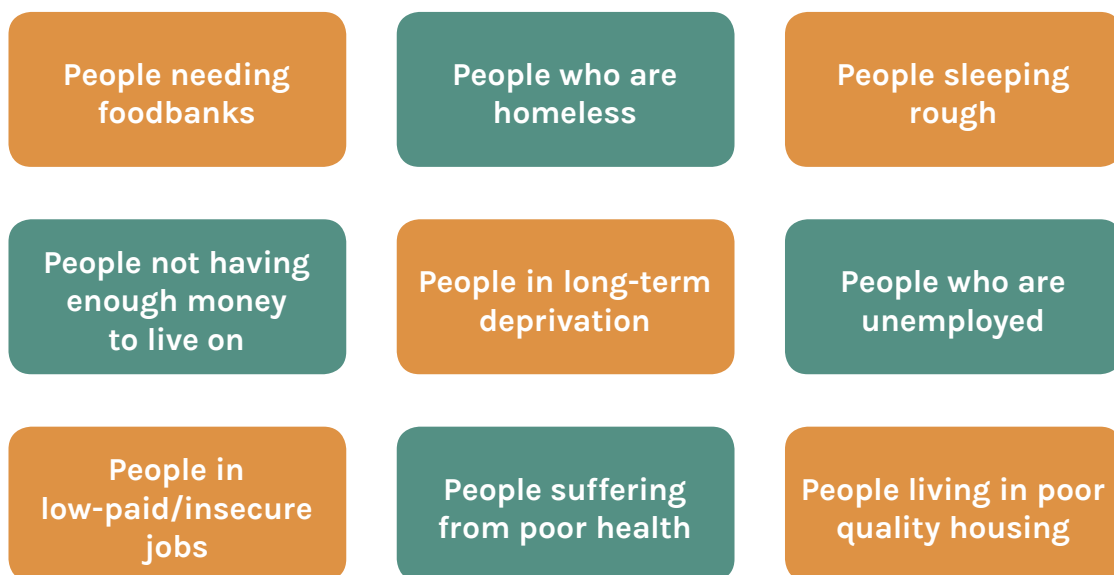 People needing
foodbanks
People who are
homeless
People sleeping
rough
People not having
enough money
to live on
People in long-term
deprivation
People who are
unemployed
People in
low-paid/insecure
jobs
People suffering
from poor health
People living in poor
quality housing